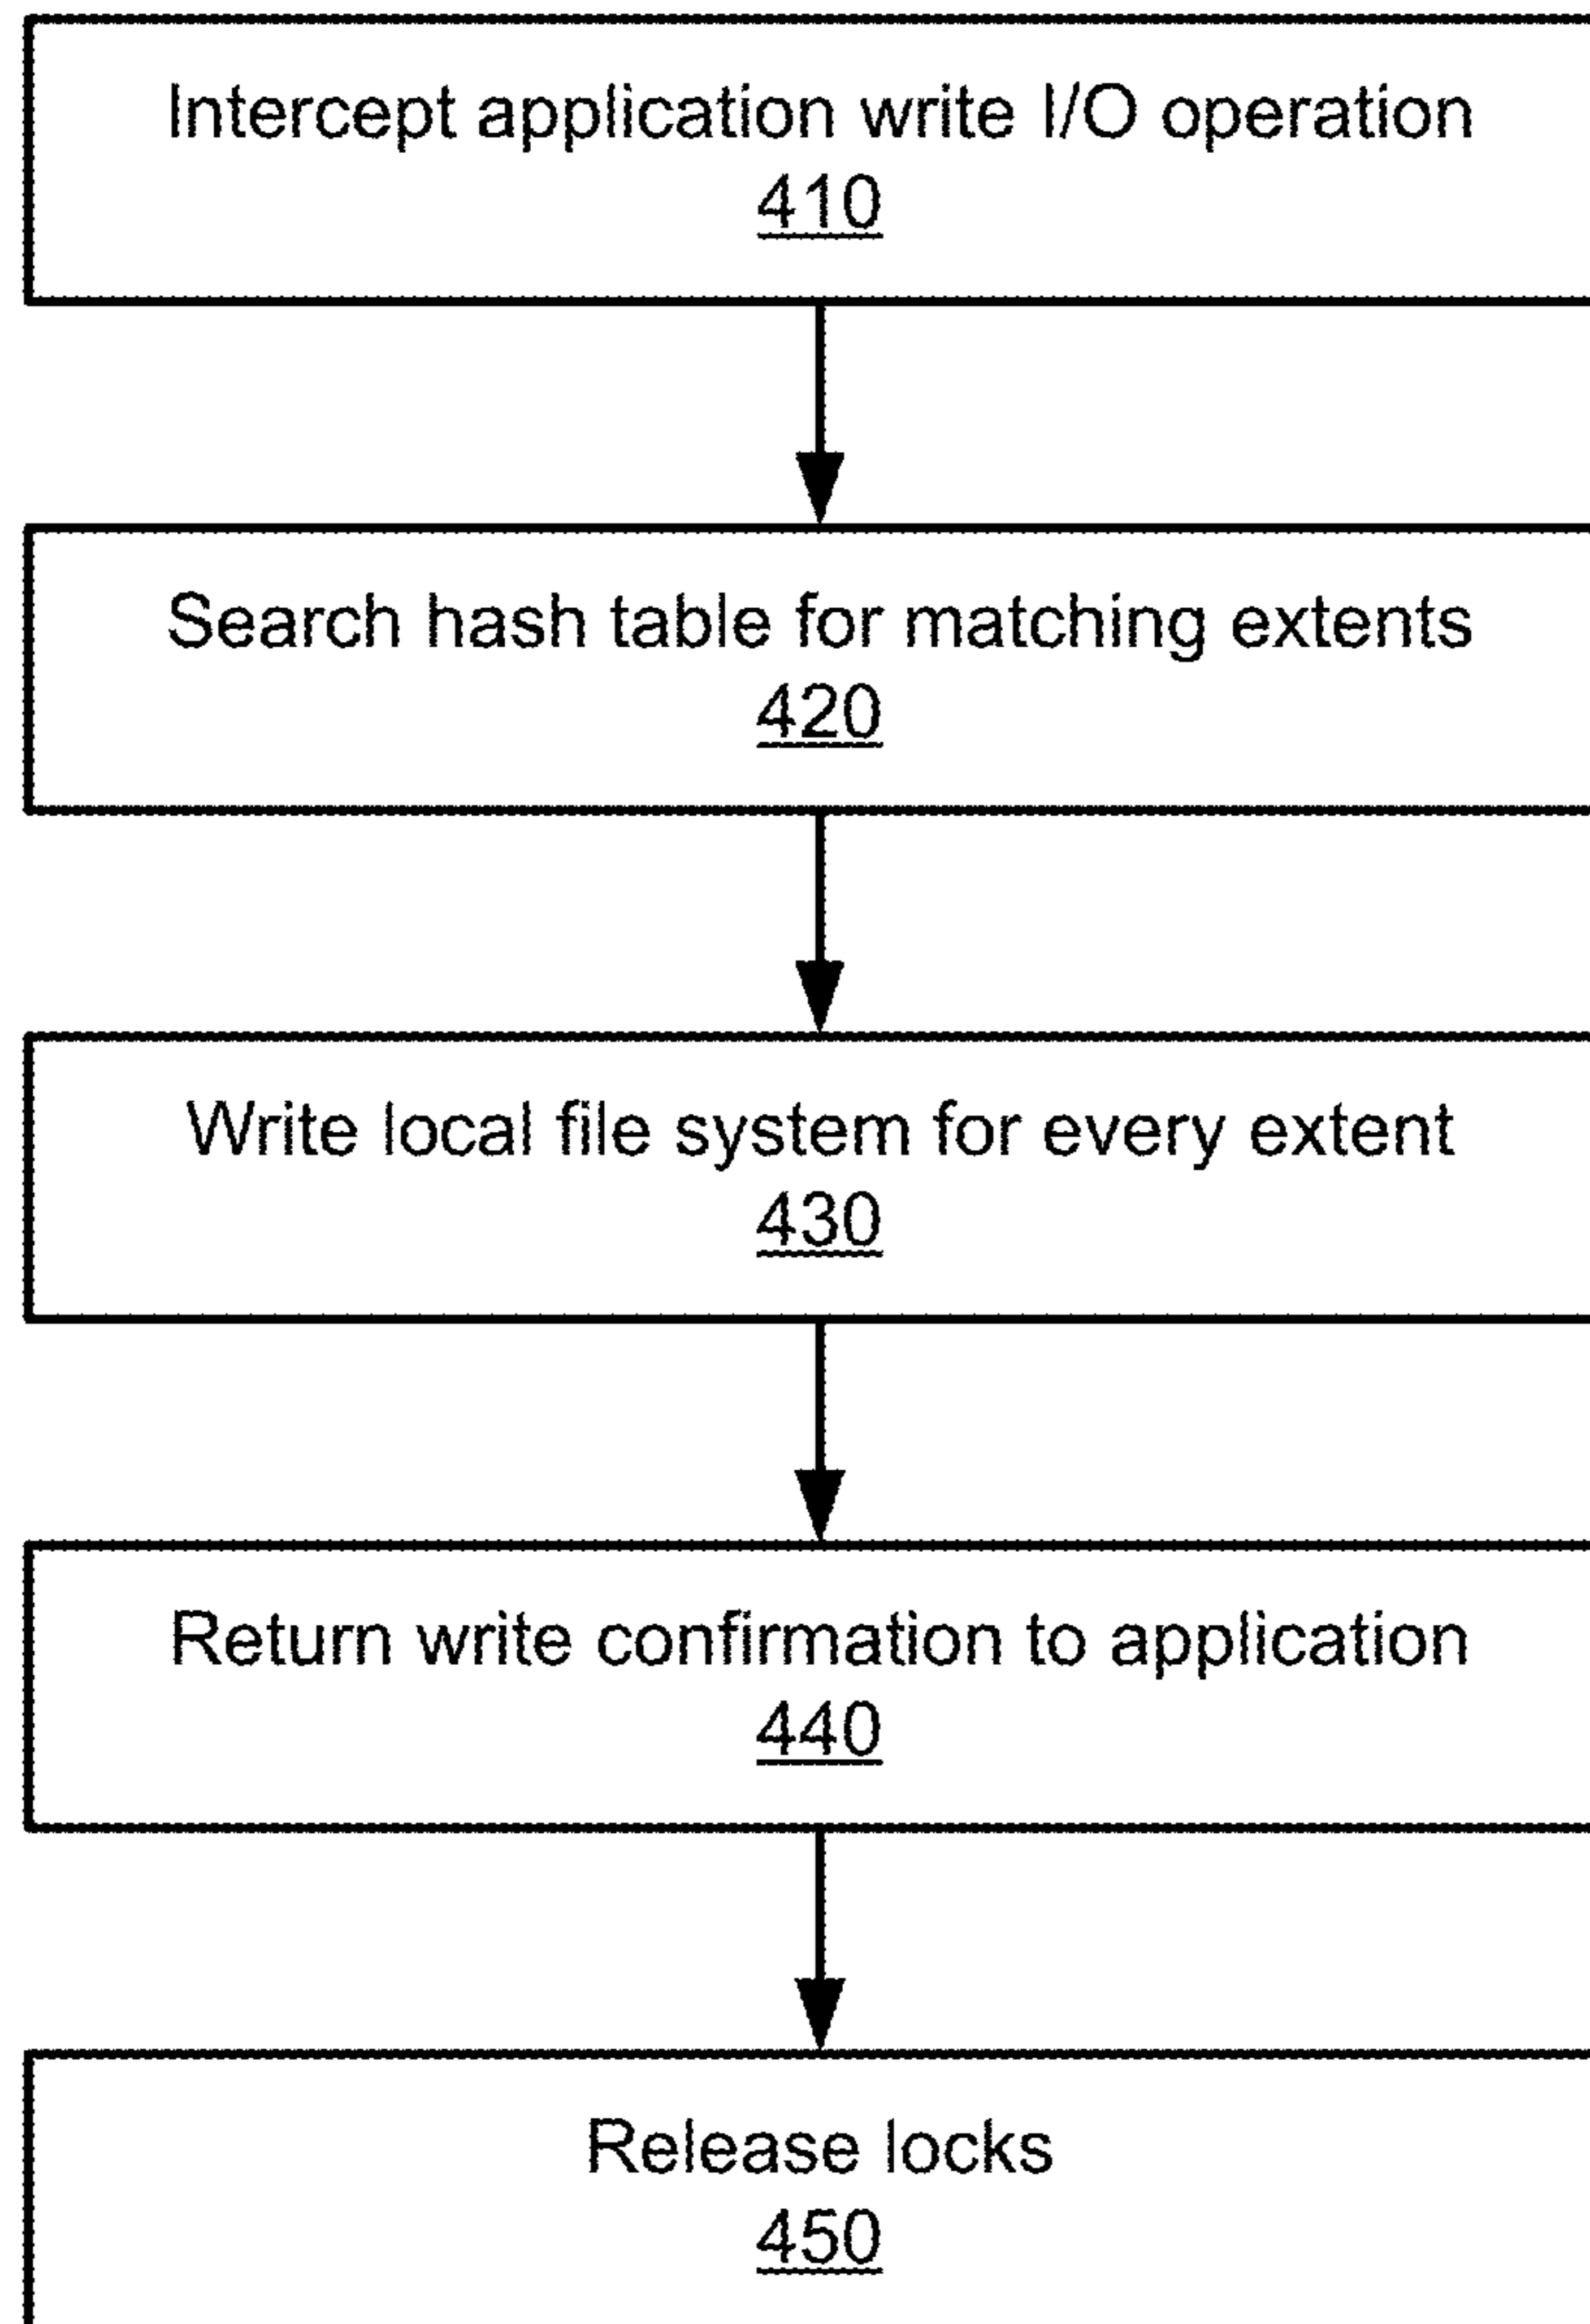 Intercept application write I/O operation
410
Search hash table for matching extents
420
Write local file system for every extent
430
Return write confirmation to application
440
Release locks
450